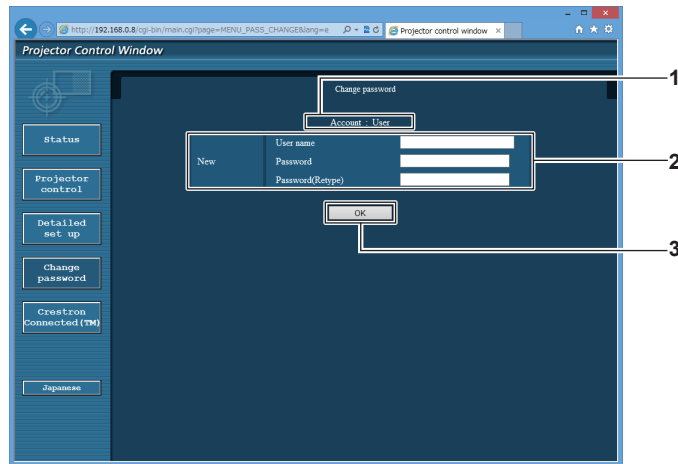 http://192.168.0.8/cgi-bin/main.cgi?page=MENU_PASS_CHANGE&lang=e
Projector control window
Projector Control Window
Change password
1
Account : User
Status
New
User name
Password
Password(Retype)
2
Projector
control
OK
Detailed
set up
3
Change
password
Crestron
Connected(TM)
Japanese